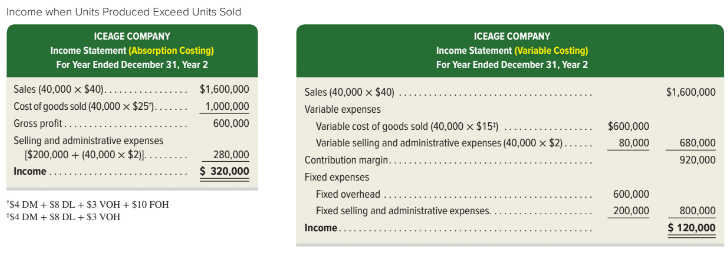 Income when Units Produced Exceed Units Sold
ICEAGE COMPANY
Income Statement (Absorption Costing)
For Year Ended December 31, Year 2
Sales (40,000 × $40)................... $1,600,000
Cost of goods sold (40,000 × $25¹)....... 1,000,000
Gross profit........................... 600,000
Selling and administrative expenses
[$200,000 + (40,000 × $2)]......... 280,000
Income ............................ $ 320,000
¹$4 DM + $8 DL + $3 VOH + $10 FOH
²$4 DM + $8 DL + $3 VOH
ICEAGE COMPANY
Income Statement (Variable Costing)
For Year Ended December 31, Year 2
Sales (40,000 × $40) ....................................... $1,600,000
Variable expenses
Variable cost of goods sold (40,000 × $15²) .................. $600,000
Variable selling and administrative expenses (40,000 × $2)...... 80,000 680,000
Contribution margin......................................... 920,000
Fixed expenses
Fixed overhead ........................................ 600,000
Fixed selling and administrative expenses..................... 200,000 800,000
Income.................................................. $ 120,000